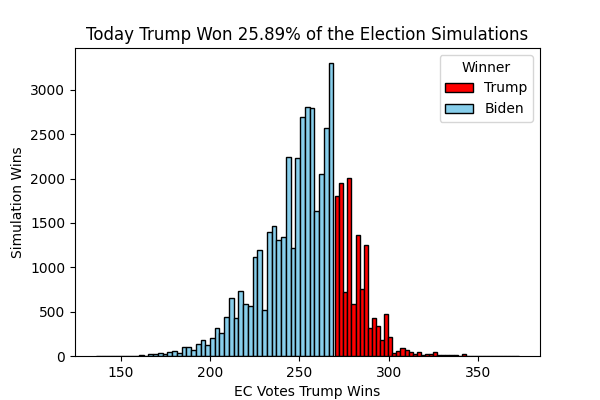 Today Trump Won 25.89% of the Election Simulations
Winner
Trump
Biden
Simulation Wins
3000
2500
2000
1500
1000
500
0
150
200
250
300
350
EC Votes Trump Wins